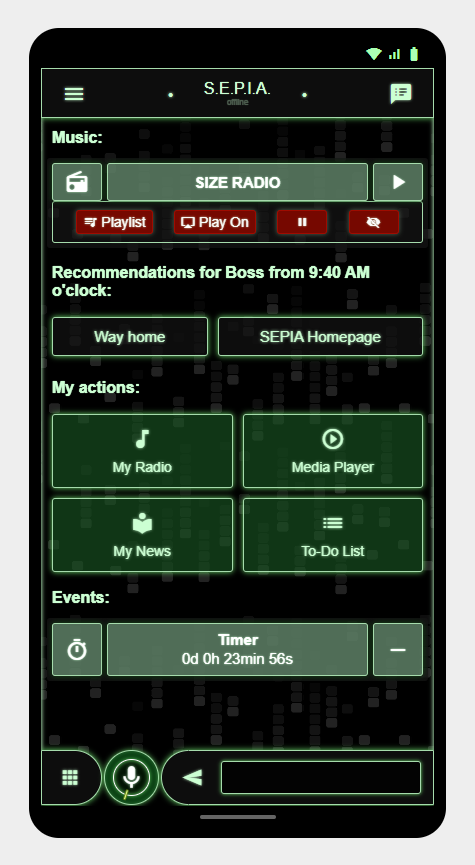 S.E.P.I.A.
offline
Music:
SIZE RADIO
Playlist
Play On
Recommendations for Boss from 9:40 AM
o'clock:
Way home
SEPIA Homepage
My actions:
My Radio
Media Player
My News
To-Do List
Events:
Timer
0d 0h 23min 56s